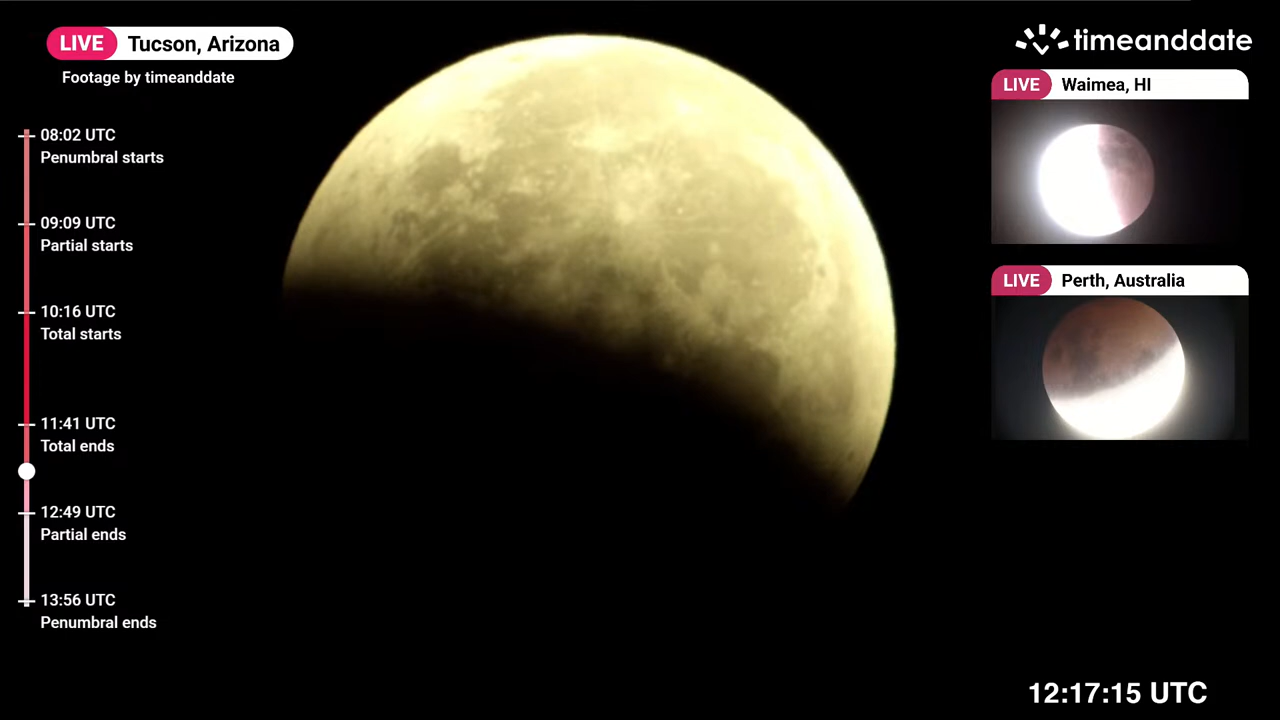 LIVE Tucson, Arizona
Footage by timeanddate
08:02 UTC
Penumbral starts
09:09 UTC
Partial starts
10:16 UTC
Total starts
11:41 UTC
Total ends
12:49 UTC
Partial ends
13:56 UTC
Penumbral ends
timeanddate
LIVE Waimea, HI
LIVE Perth, Australia
12:17:15 UTC